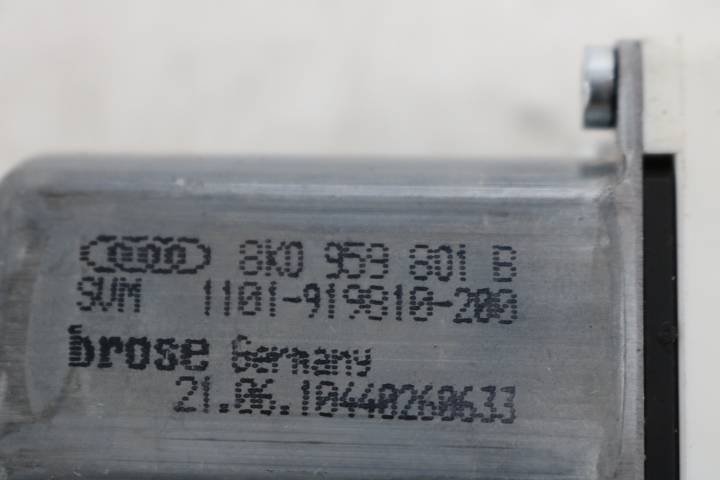 8K0 959 801 B
SVM 1101-919810-200
brose Germany
21.06.10440260633